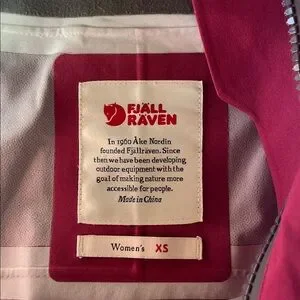 FJÄLL
RÄVEN
In 1960 Åke Nordin
founded Fjällräven. Since
then we have been developing
outdoor equipment with the
goal of making nature more
accessible for people.
Made in China
Women's XS